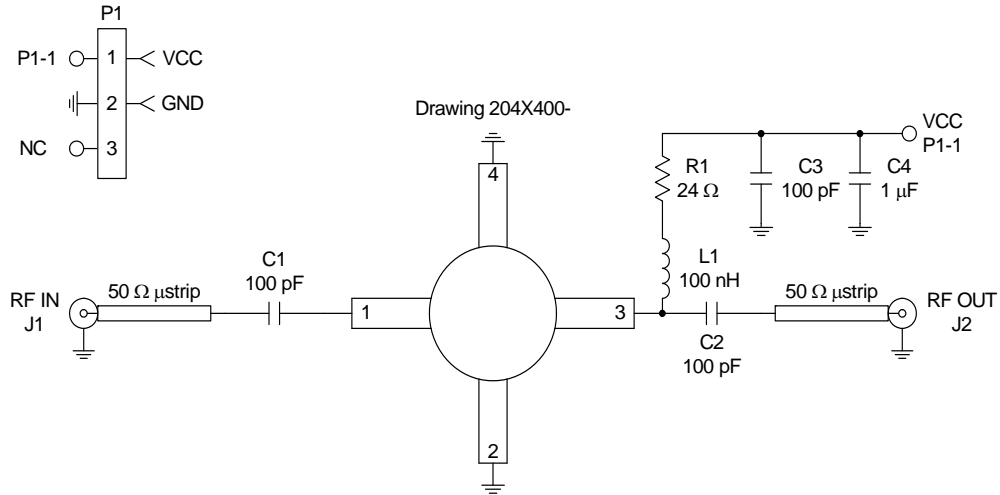 P1
P1-1
1
VCC
2
GND
NC
3
Drawing 204X400-
4
VCC
P1-1
R1
24 Ω
C3
100 pF
C4
1 µF
C1
100 pF
L1
100 nH
RF IN
J1
50 Ω µstrip
1
3
50 Ω µstrip
RF OUT
J2
C2
100 pF
2